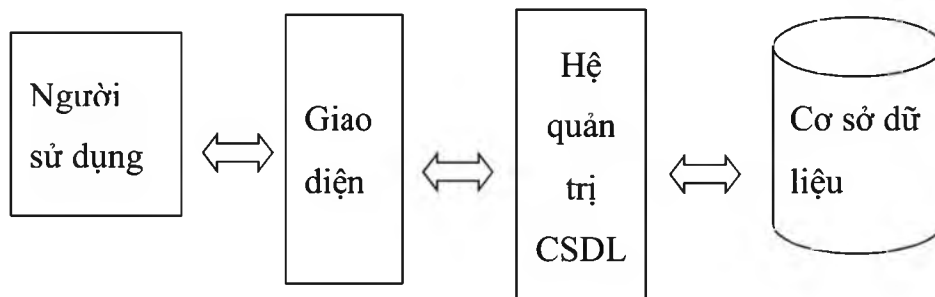 Người
sử dụng
Giao
diện
Hệ
quản
trị
CSDL
Cơ sở dữ
liệu